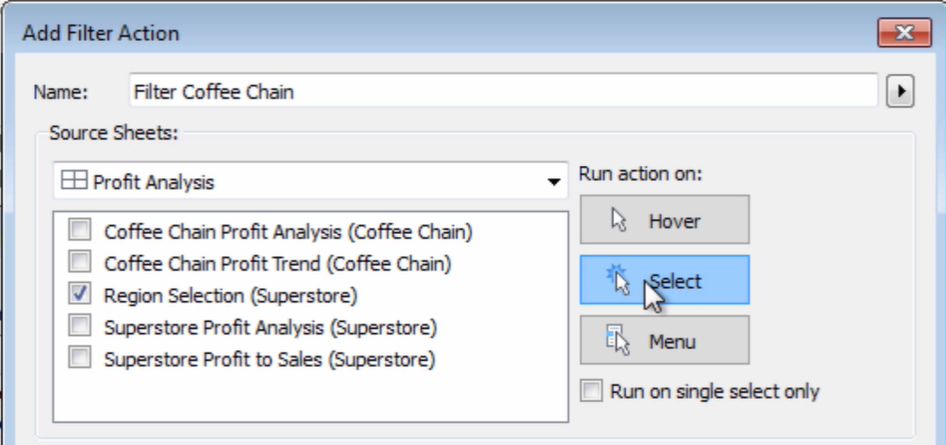 Add Filter Action
Name: Filter Coffee Chain
Source Sheets:
Profit Analysis
Run action on:
Coffee Chain Profit Analysis (Coffee Chain)
Coffee Chain Profit Trend (Coffee Chain)
Region Selection (Superstore)
Superstore Profit Analysis (Superstore)
Superstore Profit to Sales (Superstore)
Hover
Select
Menu
Run on single select only